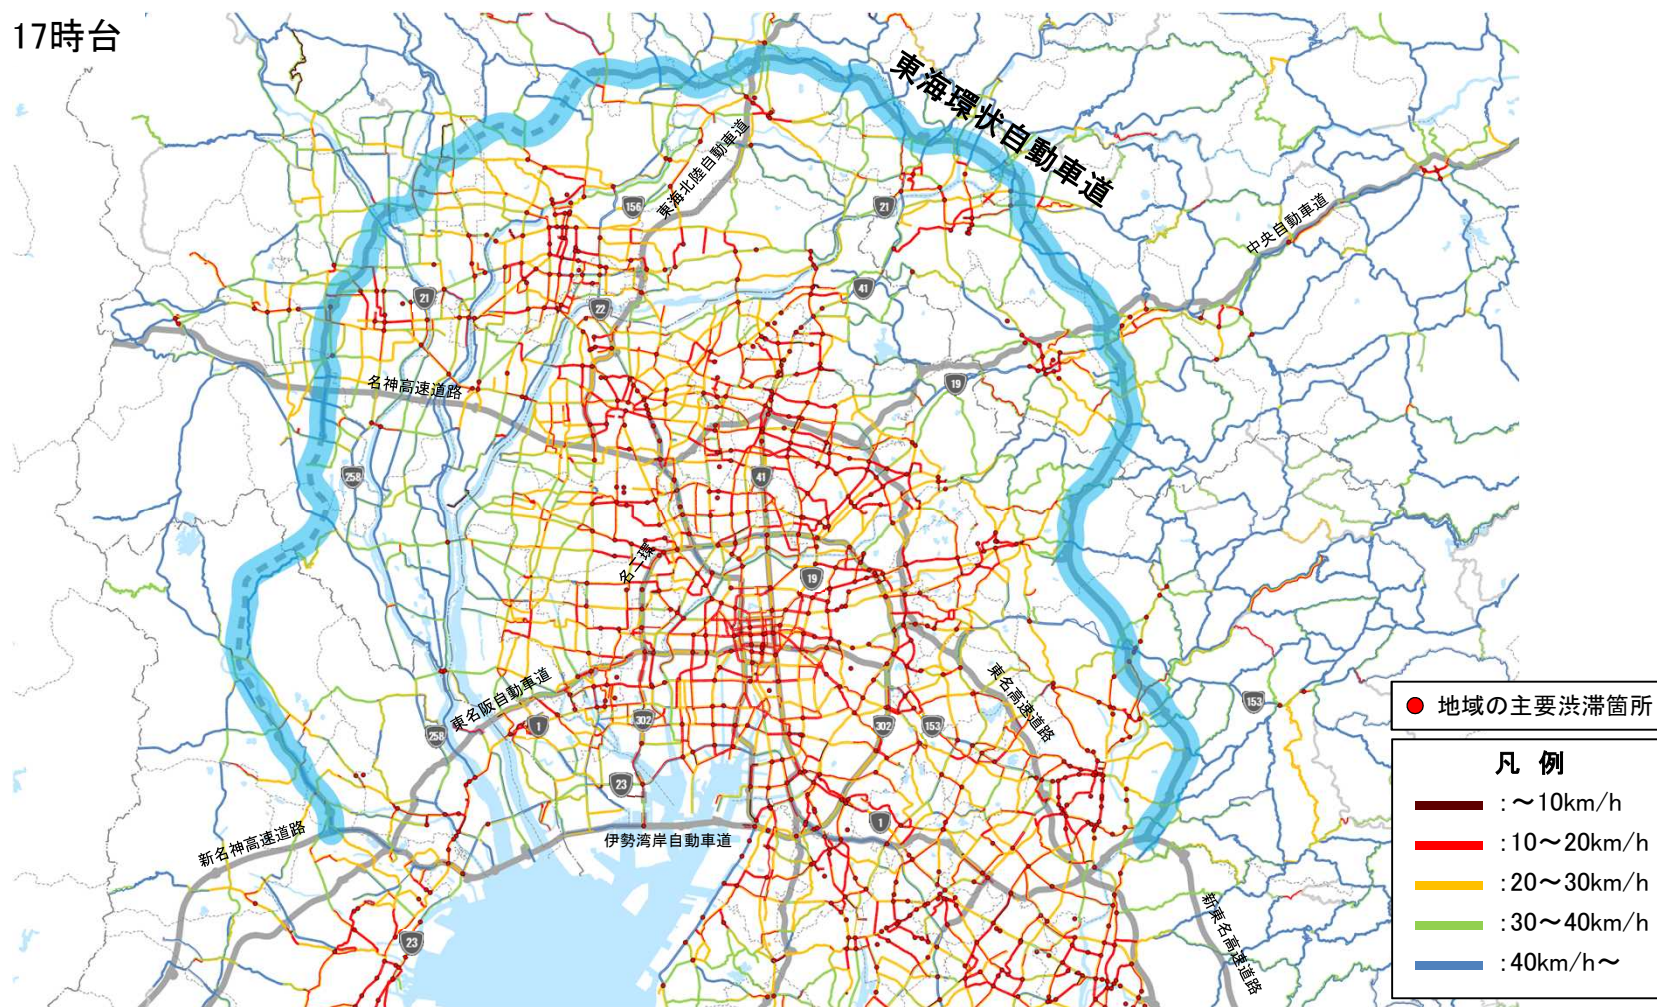 17時台
東海環状自動車道
東海北陸自動車道
156
21
中央自動車道
41
21
22
19
名神高速道路
258
41
名二環
19
東名阪自動車道
東名高速道路
258
1
302
302
153
153
23
1
伊勢湾岸自動車道
新名神高速道路
23
新東名高速道路
地域の主要渋滞箇所
凡 例
:～10km/h
:10～20km/h
:20～30km/h
:30～40km/h
:40km/h～